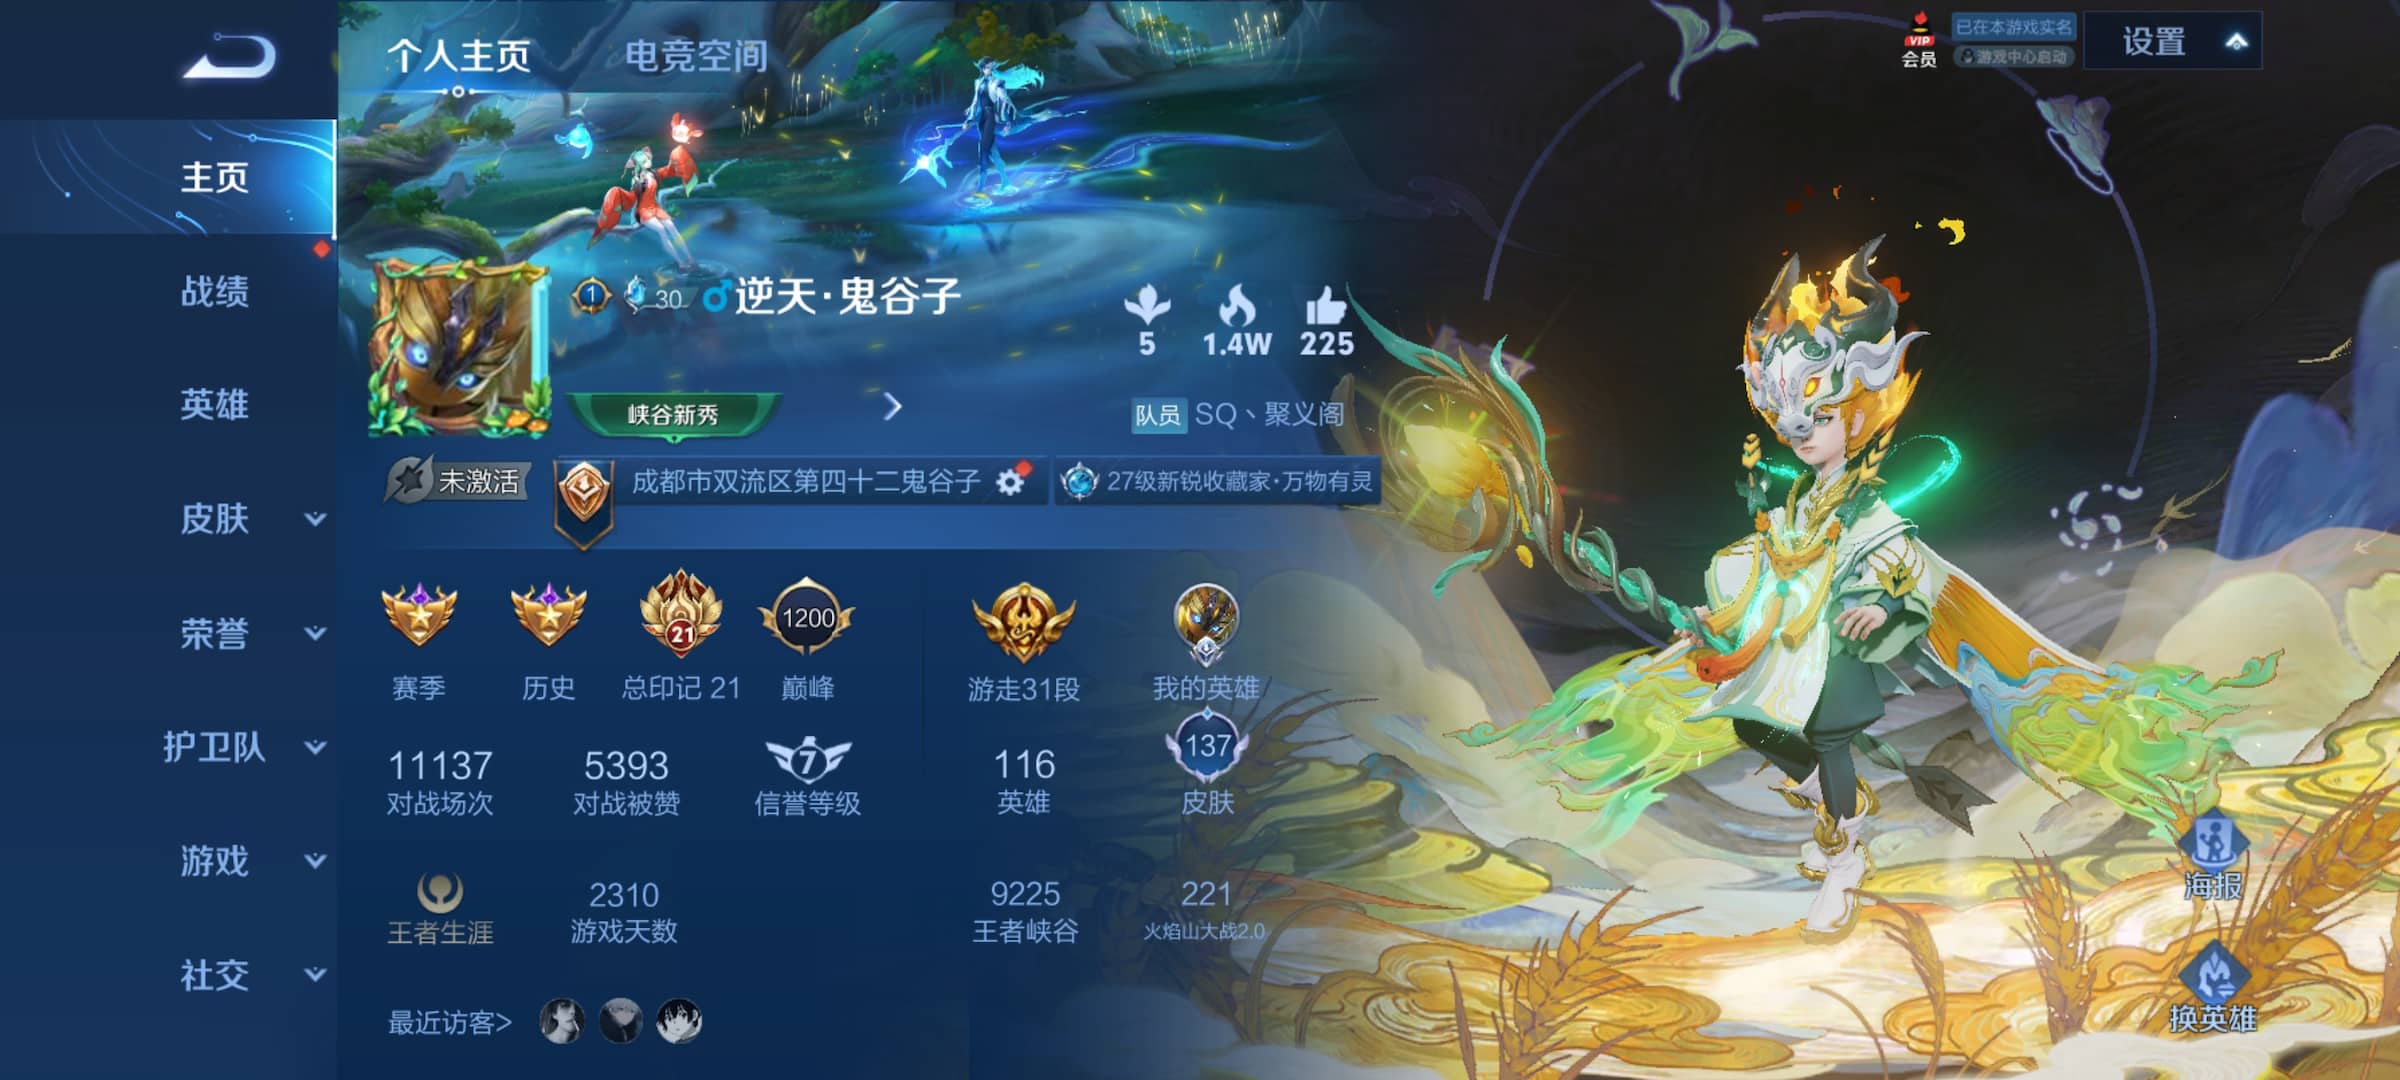 个人主页
电竞空间
VIP
会员
已在本游戏实名
游戏中心启动
设置
主页
战绩
英雄
皮肤
荣誉
护卫队
游戏
社交
1
30
逆天·鬼谷子
5
1.4W
225
峡谷新秀
队员
SQ丶聚义阁
未激活
成都市双流区第四十二鬼谷子
27级新锐收藏家·万物有灵
21
1200
赛季
历史
总印记 21
巅峰
游走31段
我的英雄
11137
对战场次
5393
对战被赞
7
信誉等级
116
英雄
137
皮肤
王者生涯
2310
游戏天数
9225
王者峡谷
221
火焰山大战2.0
最近访客>
海报
换英雄